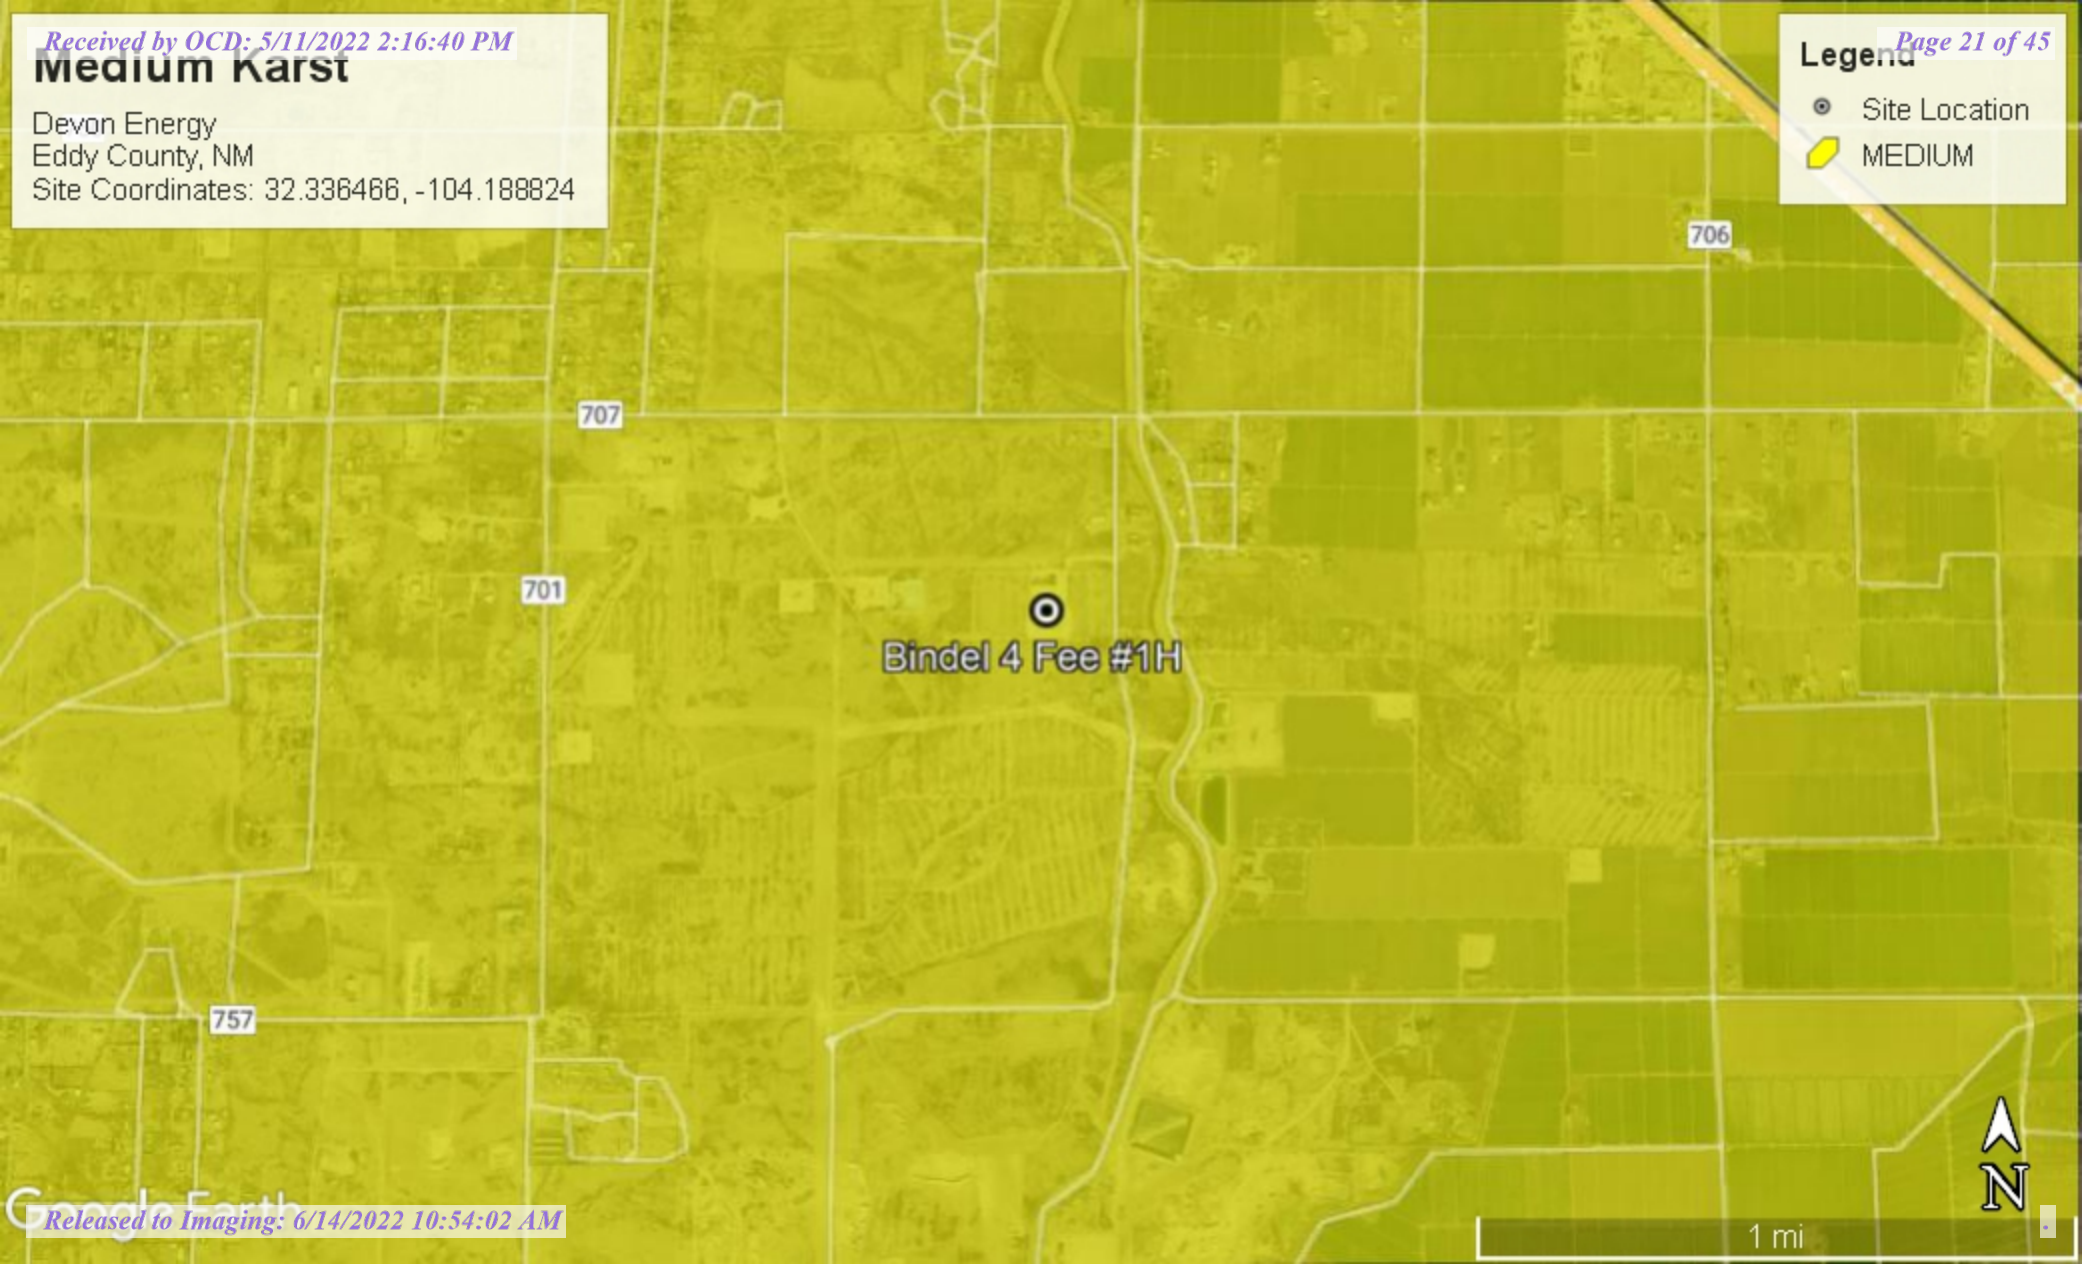 Received by OCD: 5/11/2022 2:16:40 PM
Page 21 of 45
Medium Karst
Devon Energy
Eddy County, NM
Site Coordinates: 32.336466, -104.188824
Legend
Site Location
MEDIUM
706
707
701
Bindel 4 Fee #1H
757
N
Google Earth
Released to Imaging: 6/14/2022 10:54:02 AM
1 mi